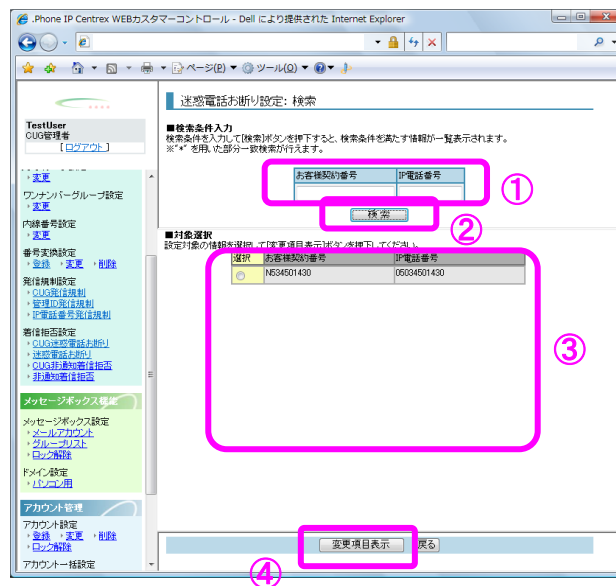 .Phone IP Centrex WEBカスタマーコントロール - Dell により提供された Internet Explorer
ページ(P) ツール(O)
TestUser
CUG管理者
[ログアウト]
変更
ワンナンバーグループ設定
変更
内線番号設定
変更
番号変換設定
登録 変更 削除
発信規制設定
CUG発信規制
管理ID発信規制
IP電話番号発信規制
着信拒否設定
CUG迷惑電話お断り
迷惑電話お断り
CUG非通知着信拒否
非通知着信拒否
メッセージボックス機能
メッセージボックス設定
メールアカウント
グループリスト
ロック解除
ドメイン設定
パソコン用
アカウント管理
アカウント設定
登録 変更 削除
ロック解除
アカウント一括設定
迷惑電話お断り設定: 検索
■検索条件入力
検索条件を入力して[検索]ボタンを押下すると、検索条件を満たす情報が一覧表示されます。
※"*" を用いた部分一致検索が行えます。
お客様契約番号 IP電話番号
①
検索
②
■対象選択
設定対象の情報を選択して[変更項目表示]ボタンを押下してください。
選択 お客様契約番号 IP電話番号
N534501430 05034501430
③
変更項目表示 戻る
④